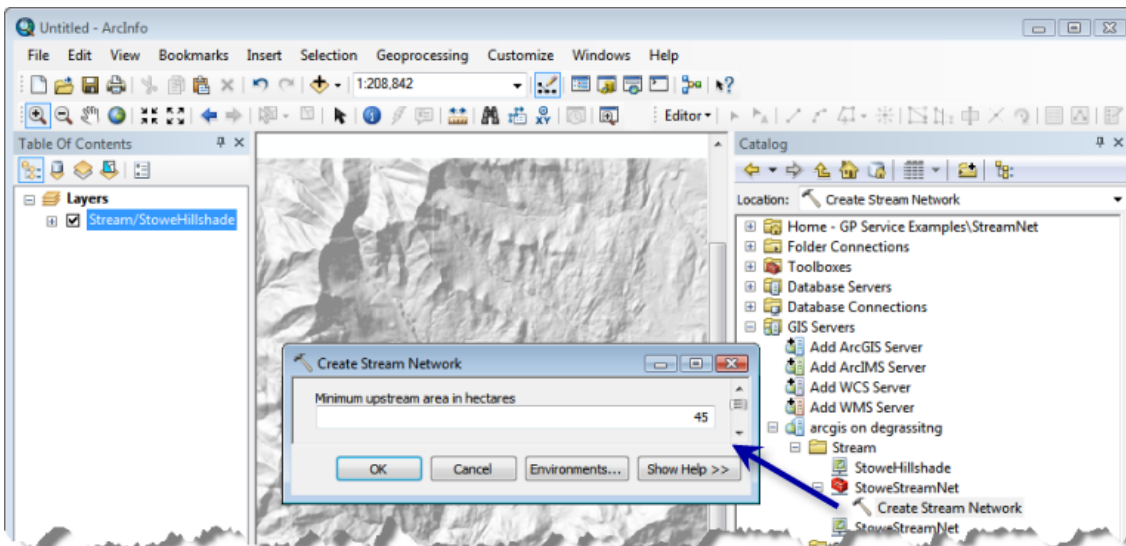 Untitled - ArcInfo
File Edit View Bookmarks Insert Selection Geoprocessing Customize Windows Help
1:208,842
Editor
Table Of Contents
Layers
Stream/StoweHillshade
Catalog
Location: Create Stream Network
Home - GP Service Examples\StreamNet
Folder Connections
Toolboxes
Database Servers
Database Connections
GIS Servers
Add ArcGIS Server
Add ArcIMS Server
Add WCS Server
Add WMS Server
arcgis on degrassitng
Stream
StoweHillshade
StoweStreamNet
Create Stream Network
StoweStreamNet
Create Stream Network
Minimum upstream area in hectares
45
OK Cancel Environments... Show Help >>